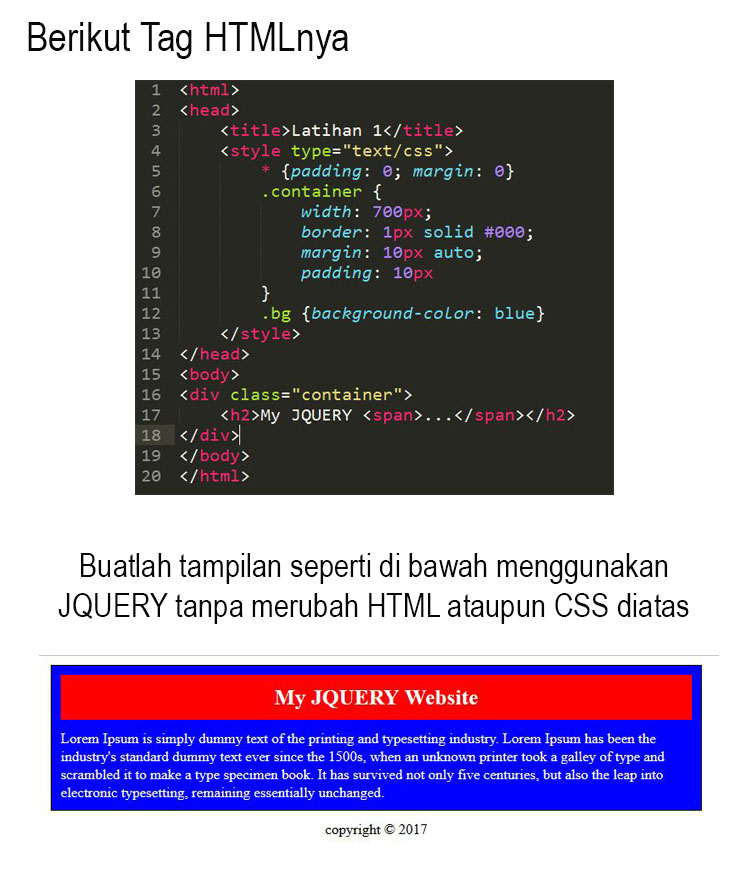 Berikut Tag HTMLnya
1 <html>
2 <head>
3 <title>Latihan 1</title>
4 <style type="text/css">
5 * {padding: 0; margin: 0}
6 .container {
7 width: 700px;
8 border: 1px solid #000;
9 margin: 10px auto;
10 padding: 10px
11 }
12 .bg {background-color: blue}
13 </style>
14 </head>
15 <body>
16 <div class="container">
17 <h2>My JQUERY <span>...</span></h2>
18 </div>
19 </body>
20 </html>
Buatlah tampilan seperti di bawah menggunakan
JQUERY tanpa merubah HTML ataupun CSS diatas
My JQUERY Website
Lorem Ipsum is simply dummy text of the printing and typesetting industry. Lorem Ipsum has been the
industry's standard dummy text ever since the 1500s, when an unknown printer took a galley of type and
scrambled it to make a type specimen book. It has survived not only five centuries, but also the leap into
electronic typesetting, remaining essentially unchanged.
copyright © 2017